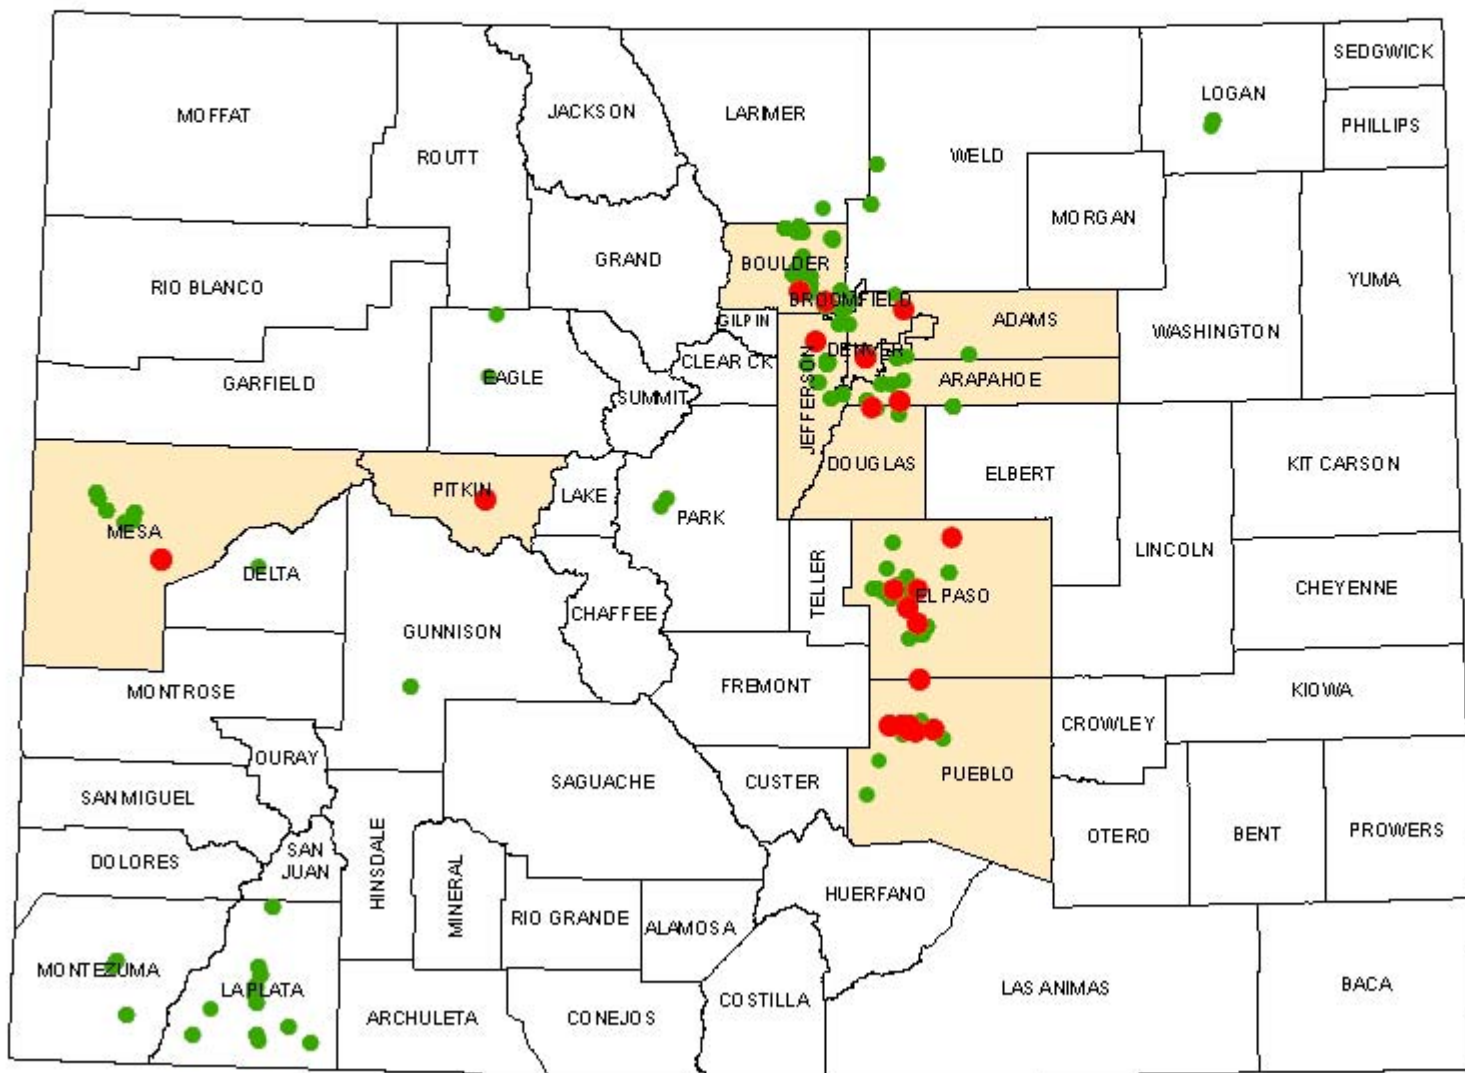 SEDGWICK
LOGAN
JACKSON
LARIMER
MOFFAT
PHILLIPS
ROUTT
WELD
MORGAN
GRAND
BOULDER
YUMA
RIO BLANCO
BROOMFIELD
GILPIN
ADAMS
WASHINGTON
CLEAR CK
DENVER
GARFIELD
EAGLE
SUMMIT
ARAPAHOE
JEFFERSON
DOUGLAS
ELBERT
KIT CARSON
PITKIN
LAKE
PARK
MESA
LINCOLN
DELTA
TELLER
EL PASO
CHEYENNE
CHAFFEE
GUNNISON
FREMONT
MONTROSE
KIOWA
CROWLEY
OURAY
SAGUACHE
CUSTER
PUEBLO
SAN MIGUEL
OTERO
BENT
PROWERS
DOLORES
SAN
JUAN
HINSDALE
MINERAL
HUERFANO
RIO GRANDE
ALAMOSA
MONTEZUMA
LA PLATA
COSTILLA
LAS ANIMAS
BACA
ARCHULETA
CONEJOS